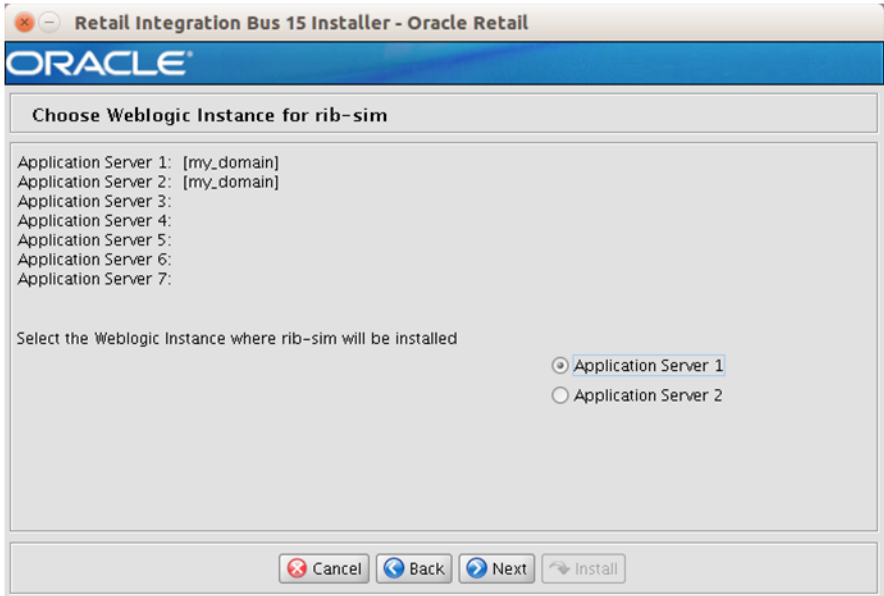 Retail Integration Bus 15 Installer - Oracle Retail
ORACLE®
Choose Weblogic Instance for rib-sim
Application Server 1: [my_domain]
Application Server 2: [my_domain]
Application Server 3:
Application Server 4:
Application Server 5:
Application Server 6:
Application Server 7:
Select the Weblogic Instance where rib-sim will be installed
Application Server 1
Application Server 2
Cancel Back Next Install